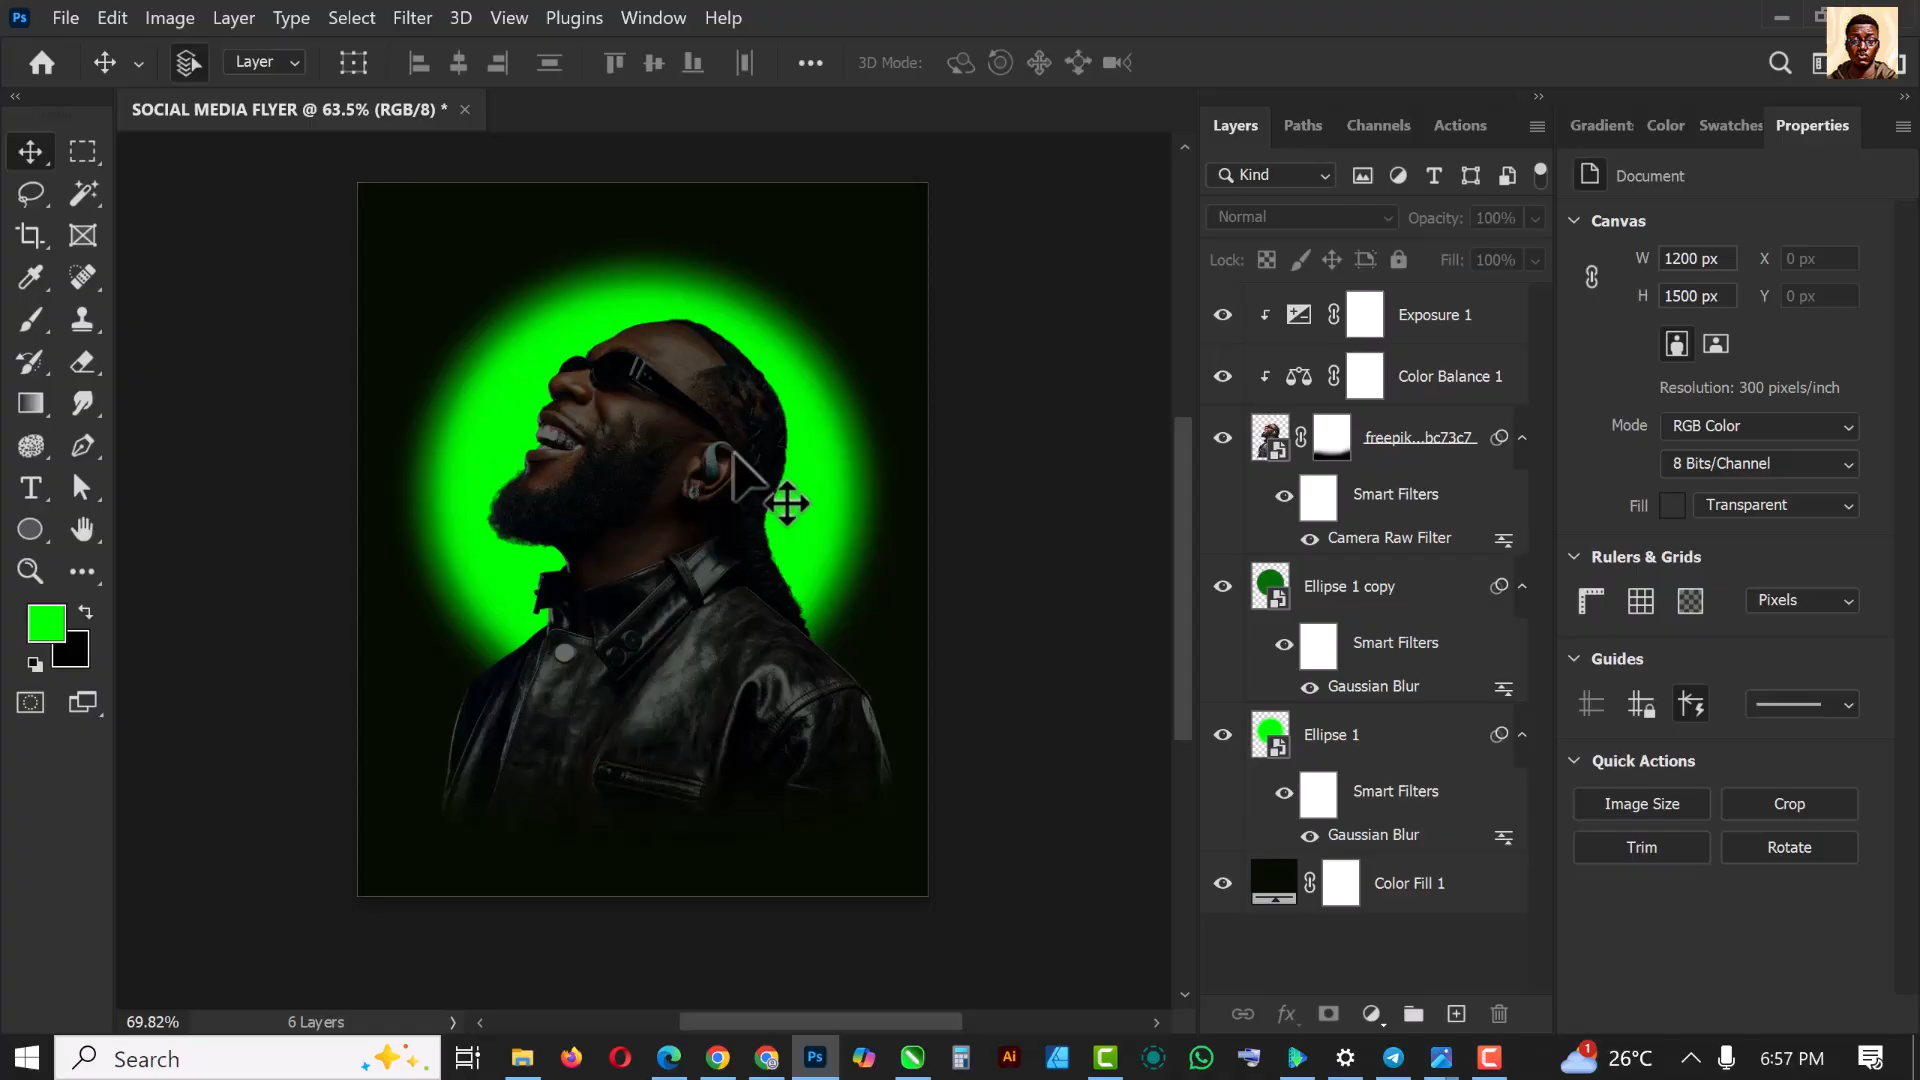 Ps File Edit Image Layer Type Select Filter 3D View Plugins Window Help
Layer
3D Mode:
SOCIAL MEDIA FLYER @ 63.5% (RGB/8) *
Layers Paths Channels Actions
Kind
Normal Opacity: 100%
Lock: Fill: 100%
Exposure 1
Color Balance 1
freepik...bc73c7
Smart Filters
Camera Raw Filter
Ellipse 1 copy
Smart Filters
Gaussian Blur
Ellipse 1
Smart Filters
Gaussian Blur
Color Fill 1
Gradient Color Swatches Properties
Document
Canvas
W 1200 px X 0 px
H 1500 px Y 0 px
Resolution: 300 pixels/inch
Mode RGB Color
8 Bits/Channel
Fill Transparent
Rulers & Grids
Pixels
Guides
Quick Actions
Image Size Crop
Trim Rotate
69.82% 6 Layers
Search
Ps
Ai
1
26°C 6:57 PM